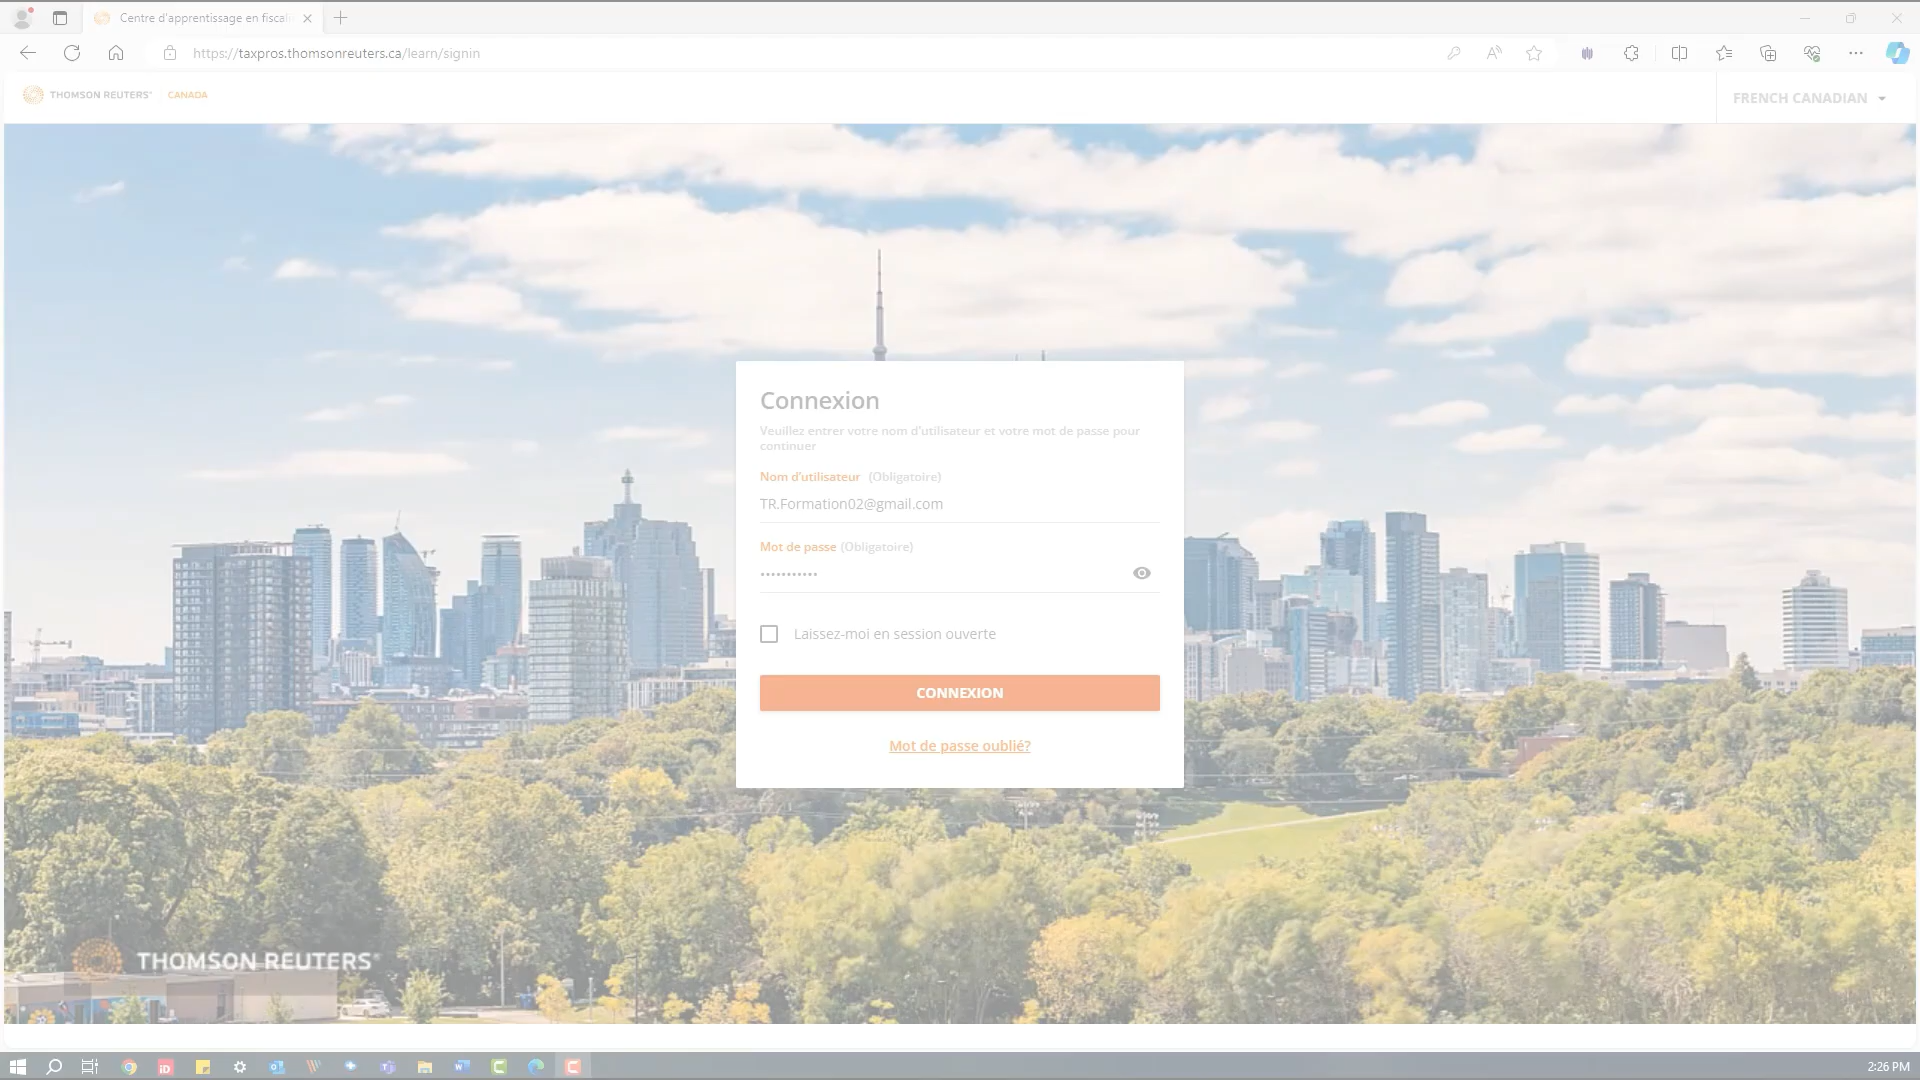 Centre d'apprentissage en fiscali
https://taxpros.thomsonreuters.ca/learn/signin
THOMSON REUTERS® CANADA
FRENCH CANADIAN
Connexion
Veuillez entrer votre nom d'utilisateur et votre mot de passe pour
continuer
Nom d'utilisateur (Obligatoire)
TR.Formation02@gmail.com
Mot de passe (Obligatoire)
•••••••••••
Laissez-moi en session ouverte
CONNEXION
Mot de passe oublié?
THOMSON REUTERS®
2:26 PM